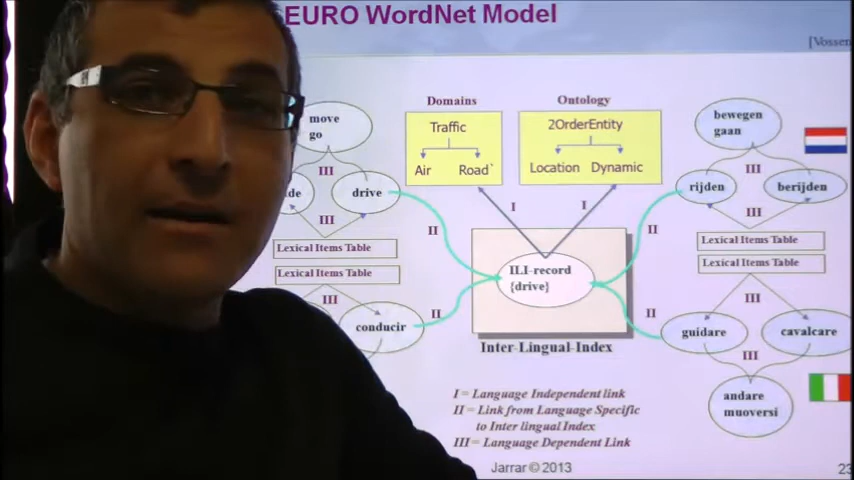 EURO WordNet Model
[Vossen
Domains
Traffic
Air Road`
Ontology
2OrderEntity
Location Dynamic
move
go
de
drive
bewegen
gaan
rijden
berijden
III
III
III
III
I
I
II
II
Lexical Items Table
Lexical Items Table
Lexical Items Table
Lexical Items Table
ILI-record
{drive}
III
II
conducir
II
III
guidare
cavalcare
III
andare
muoversi
Inter-Lingual-Index
I = Language Independent link
II = Link from Language Specific
to Inter lingual Index
III = Language Dependent Link
Jarrar © 2013
23